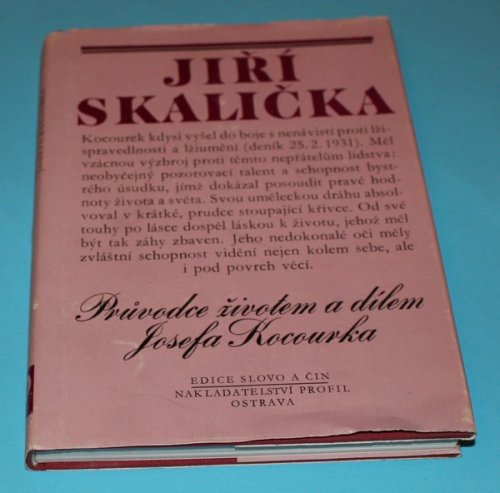 JIŘÍ
SKALIČKA
Kocourek kdysi vyšel do boje s nenávistí proti lži-
spravedlnosti a lžiumění (deník 25. 2. 1931). Měl
vzácnou výzbroj proti těmto nepřátelům lidstva:
neobyčejný pozorovací talent a schopnost byst-
rého úsudku, jímž dokázal posoudit pravé hod-
noty života a světa. Svou uměleckou dráhu absol-
voval v krátké, prudce stoupající křivce. Od své
touhy po lásce dospěl láskou k životu, jehož měl
být tak záhy zbaven. Jeho nedokonalé oči měly
zvláštní schopnost vidění nejen kolem sebe, ale
i pod povrch věcí.
Průvodce životem a dílem
Josefa Kocourka
EDICE SLOVO A ČIN
NAKLADATELSTVÍ PROFIL
OSTRAVA